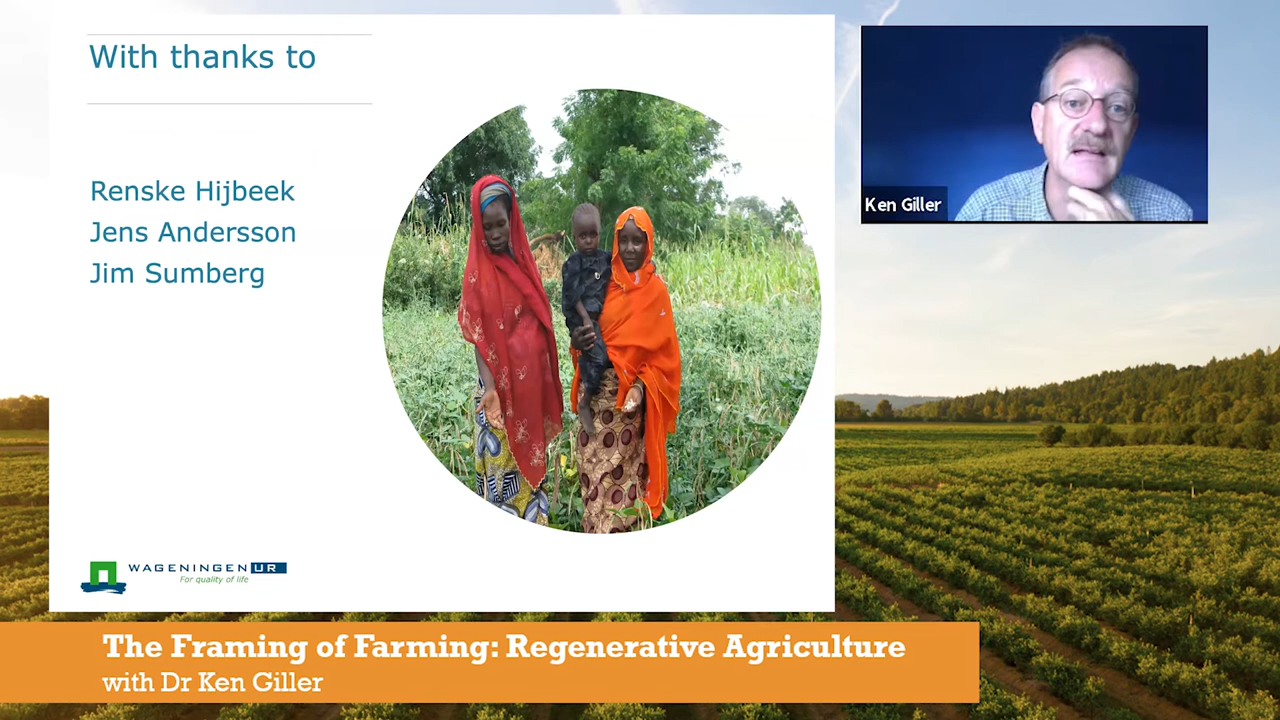 With thanks to
Renske Hijbeek
Jens Andersson
Jim Sumberg
WAGENINGEN UR
For quality of life
Ken Giller
The Framing of Farming: Regenerative Agriculture
with Dr Ken Giller